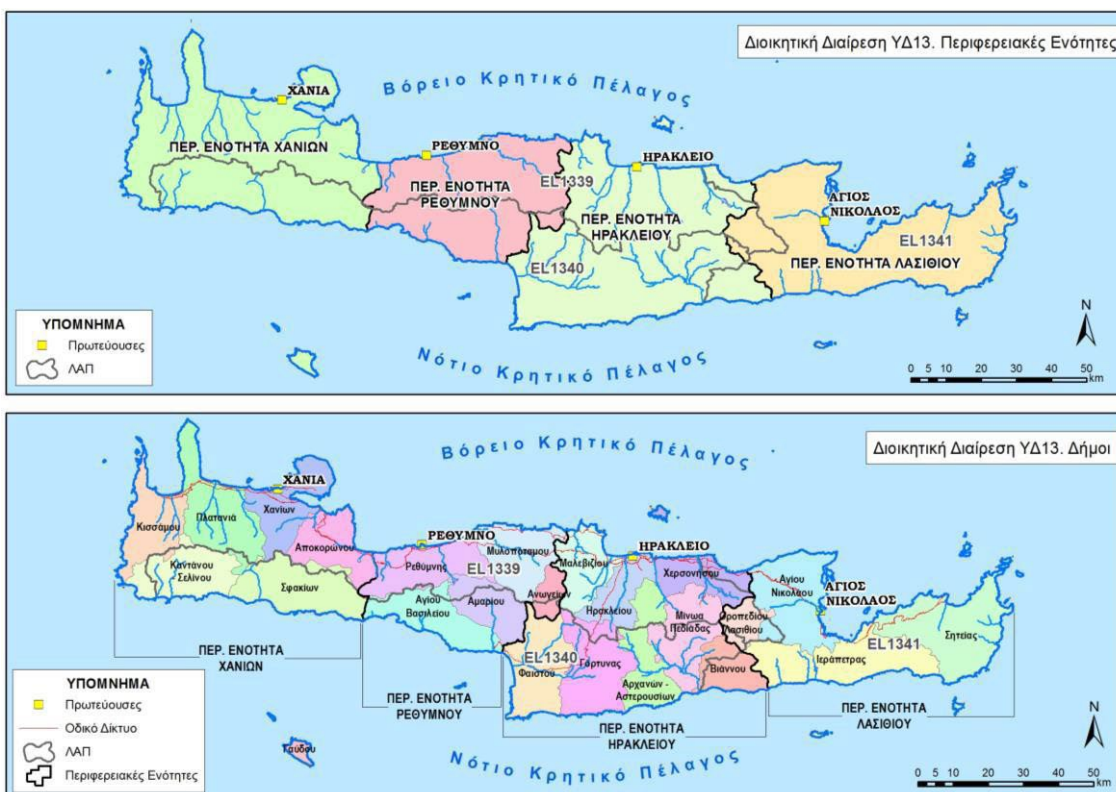 Διοικητική Διαίρεση ΥΔ13. Περιφερειακές Ενότητες
Βόρειο Κρητικό Πέλαγος
ΧΑΝΙΑ
ΡΕΘΥΜΝΟ
ΗΡΑΚΛΕΙΟ
ΑΓΙΟΣ
ΝΙΚΟΛΑΟΣ
ΠΕΡ. ΕΝΟΤΗΤΑ ΧΑΝΙΩΝ
ΠΕΡ. ΕΝΟΤΗΤΑ
ΡΕΘΥΜΝΟΥ
EL1339
ΠΕΡ. ΕΝΟΤΗΤΑ
ΗΡΑΚΛΕΙΟΥ
EL1340
EL1341
ΠΕΡ. ΕΝΟΤΗΤΑ ΛΑΣΙΘΙΟΥ
ΥΠΟΜΝΗΜΑ
Πρωτεύουσες
ΛΑΠ
Νότιο Κρητικό Πέλαγος
N
0 5 10 20 30 40 50
km
Διοικητική Διαίρεση ΥΔ13. Δήμοι
Βόρειο Κρητικό Πέλαγος
ΧΑΝΙΑ
ΡΕΘΥΜΝΟ
ΗΡΑΚΛΕΙΟ
ΑΓΙΟΣ
ΝΙΚΟΛΑΟΣ
Κισσάμου
Πλατανιά
Χανίων
Αποκορώνου
Καντάνου
Σελίνου
Σφακίων
Ρεθύμνης
EL1339
Μυλοπόταμου
Ανωγείων
Αγίου
Βασιλείου
Αμαρίου
Μαλεβιζίου
Ηρακλείου
Χερσονήσου
Μινώα
Πεδιάδας
EL1340
Φαιστού
Γόρτυνας
Αρχανών -
Αστερουσίων
Βιάννου
Οροπεδίου
Λασιθίου
Αγίου
Νικολάου
Ιεράπετρας
EL1341
Σητείας
ΠΕΡ. ΕΝΟΤΗΤΑ
ΧΑΝΙΩΝ
ΠΕΡ. ΕΝΟΤΗΤΑ
ΡΕΘΥΜΝΟΥ
ΠΕΡ. ΕΝΟΤΗΤΑ
ΗΡΑΚΛΕΙΟΥ
ΠΕΡ. ΕΝΟΤΗΤΑ
ΛΑΣΙΘΙΟΥ
Γαύδου
ΥΠΟΜΝΗΜΑ
Πρωτεύουσες
Οδικό Δίκτυο
ΛΑΠ
Περιφερειακές Ενότητες
Νότιο Κρητικό Πέλαγος
N
0 5 10 20 30 40 50
km